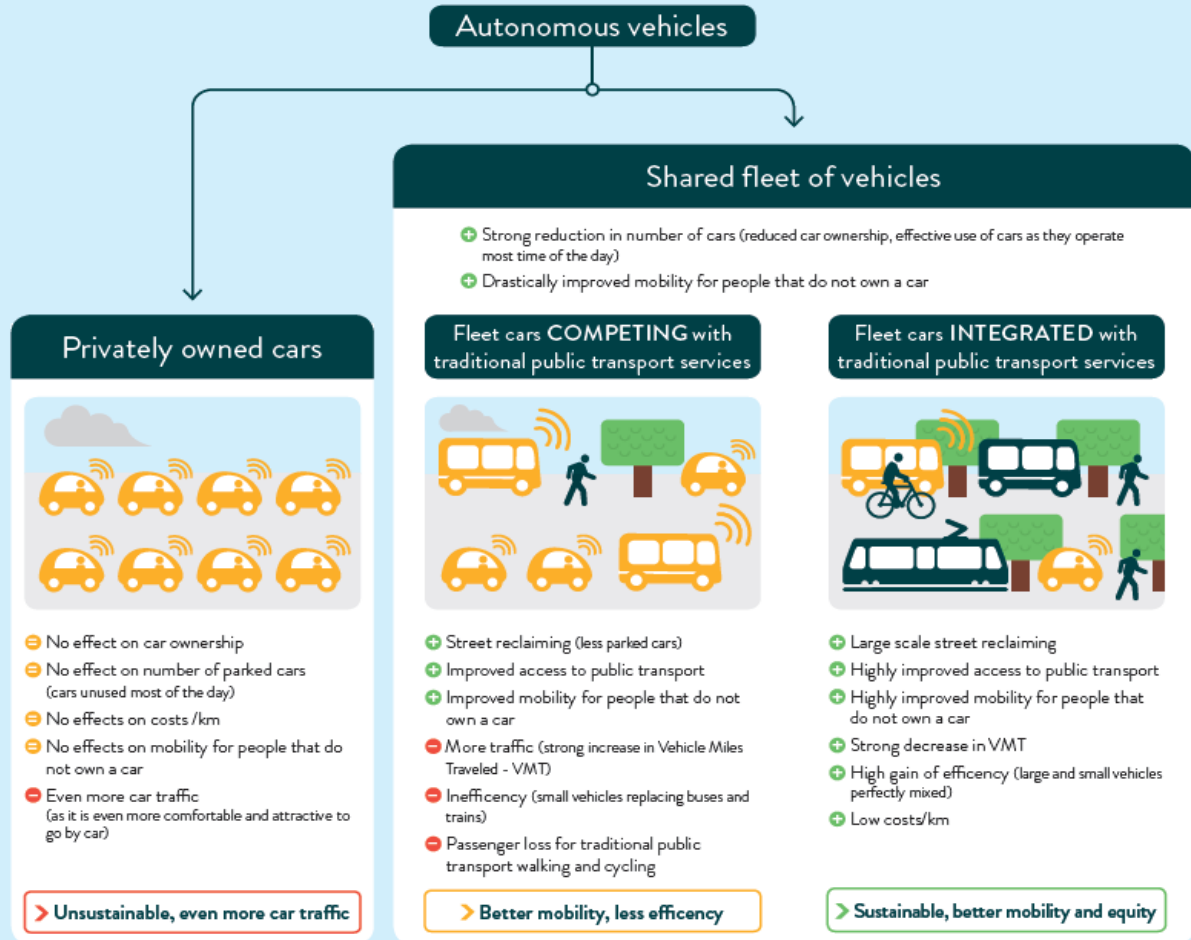 Autonomous vehicles
Shared fleet of vehicles
Strong reduction in number of cars (reduced car ownership, effective use of cars as they operate
most time of the day)
Drastically improved mobility for people that do not own a car
Privately owned cars
No effect on car ownership
No effect on number of parked cars
(cars unused most of the day)
No effects on costs /km
No effects on mobility for people that do
not own a car
Even more car traffic
(as it is even more comfortable and attractive to
go by car)
Unsustainable, even more car traffic
Fleet cars COMPETING with
traditional public transport services
Street reclaiming (less parked cars)
Improved access to public transport
Improved mobility for people that do not
own a car
More traffic (strong increase in Vehicle Miles
Traveled - VMT)
Inefficency (small vehicles replacing buses and
trains)
Passenger loss for traditional public
transport walking and cycling
Better mobility, less efficency
Fleet cars INTEGRATED with
traditional public transport services
Large scale street reclaiming
Highly improved access to public transport
Highly improved mobility for people that
do not own a car
Strong decrease in VMT
High gain of efficency (large and small vehicles
perfectly mixed)
Low costs/km
Sustainable, better mobility and equity